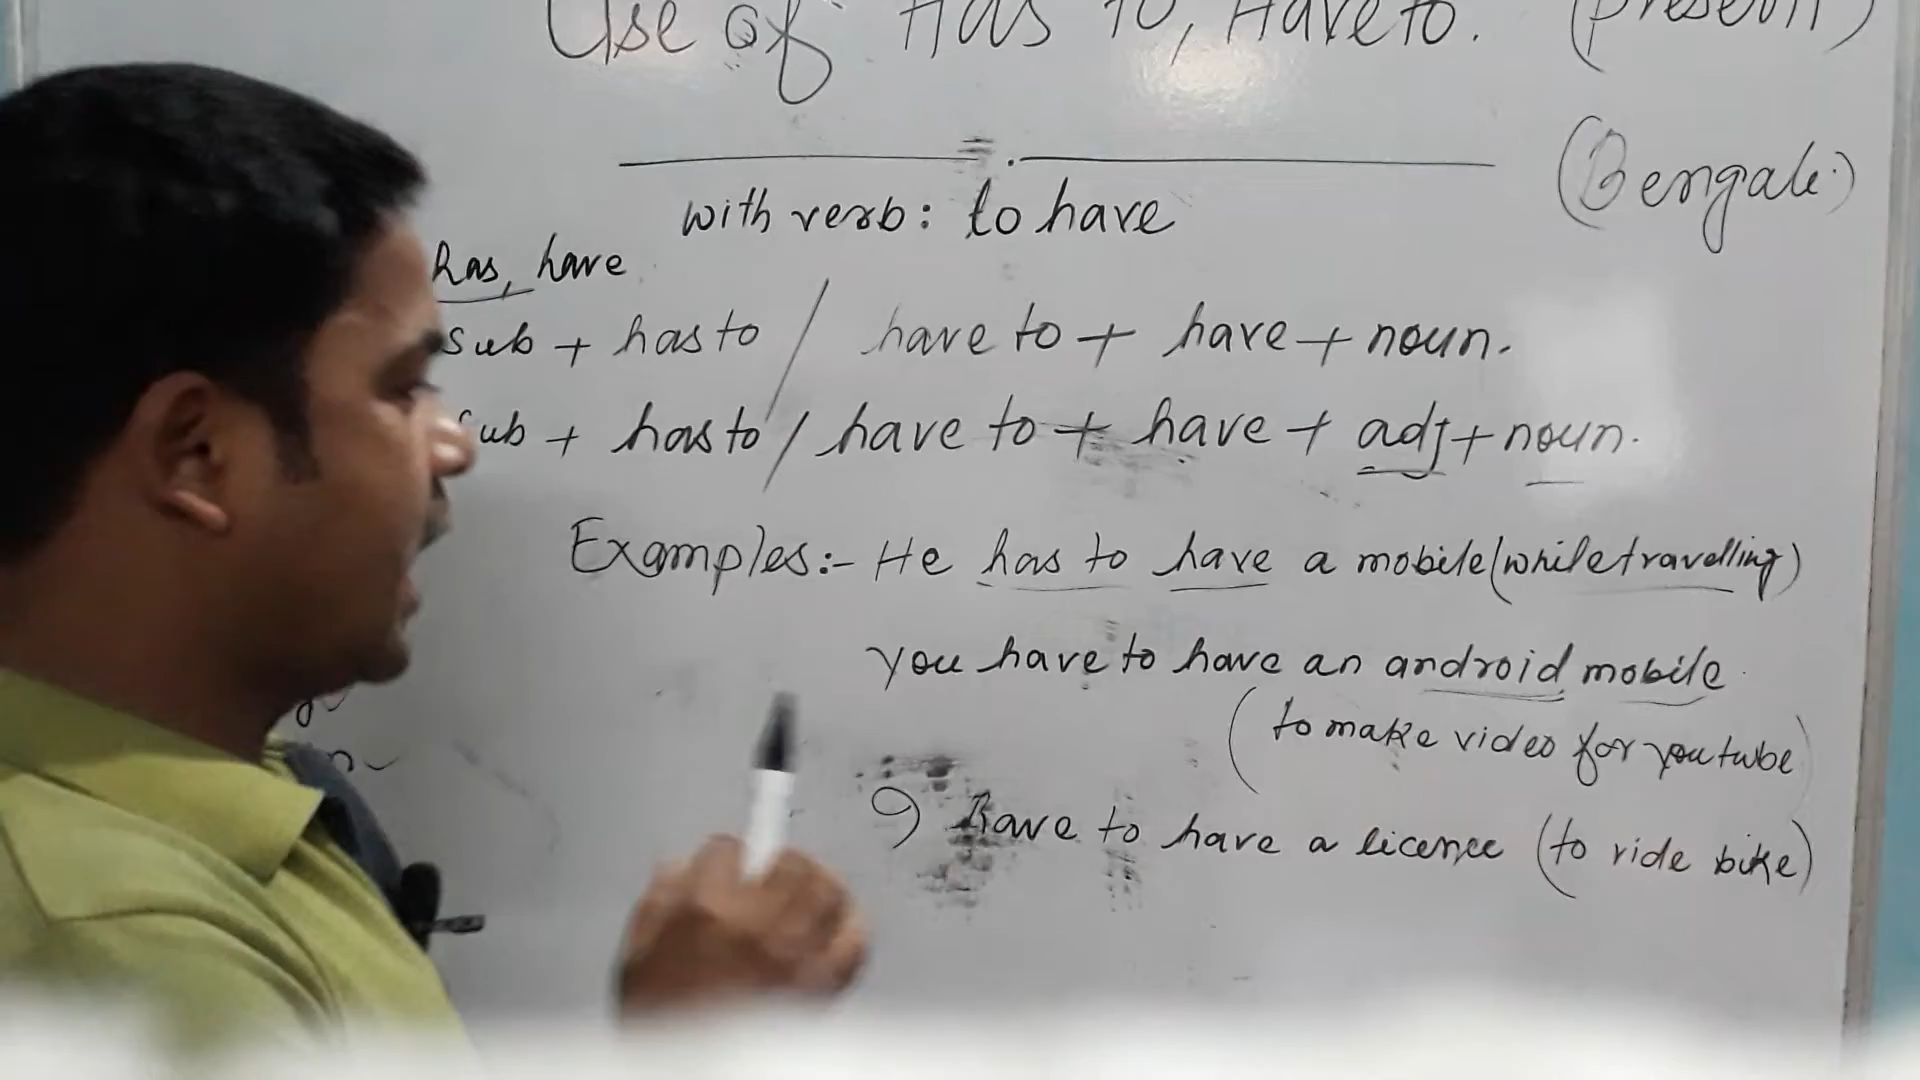 Use of Has to, Have to. (Present)
(Bengali)
with verb: to have
has, have
Sub + has to / have to + have + noun.
Sub + has to / have to + have + adj + noun.
Examples:- He has to have a mobile (while travelling)
You have to have an android mobile
(to make video for youtube)
I have to have a licence (to ride bike)